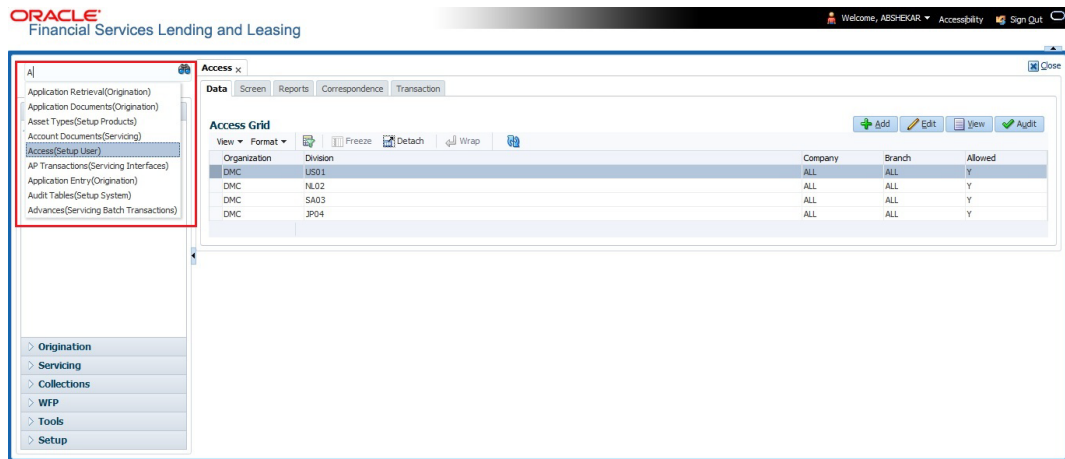 ORACLE
Financial Services Lending and Leasing
Welcome, ABSHEKAR Accessibility Sign Out
A
Application Retrieval(Origination)
Application Documents(Origination)
Asset Types(Setup Products)
Account Documents(Servicing)
Access(Setup User)
AP Transactions(Servicing Interfaces)
Application Entry(Origination)
Audit Tables(Setup System)
Advances(Servicing Batch Transactions)
Origination
Servicing
Collections
WFP
Tools
Setup
Access x Close
Data Screen Reports Correspondence Transaction
Access Grid Add Edit View Audit
View Format Freeze Detach Wrap
Organization Division Company Branch Allowed
DMC US01 ALL ALL Y
DMC NL02 ALL ALL Y
DMC SA03 ALL ALL Y
DMC JP04 ALL ALL Y